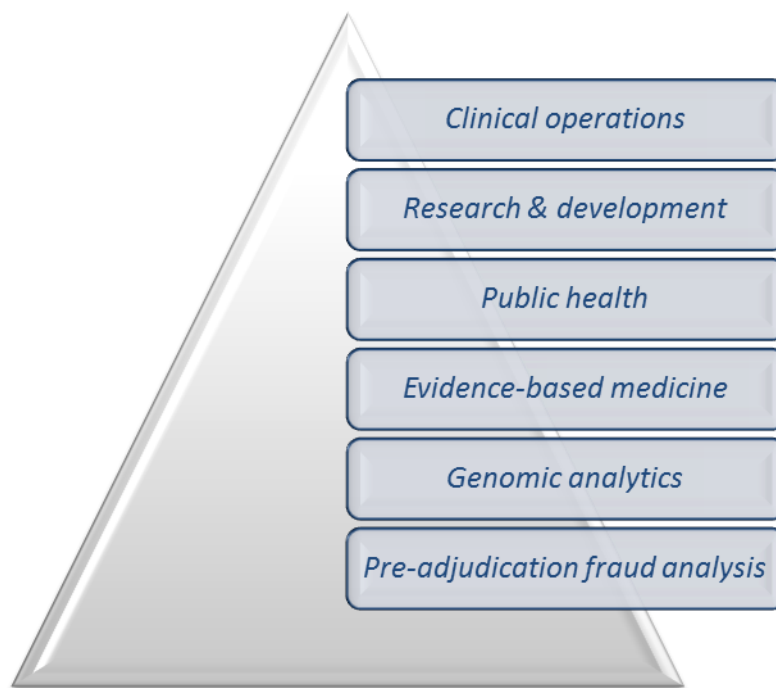 Clinical operations
Research & development
Public health
Evidence-based medicine
Genomic analytics
Pre-adjudication fraud analysis